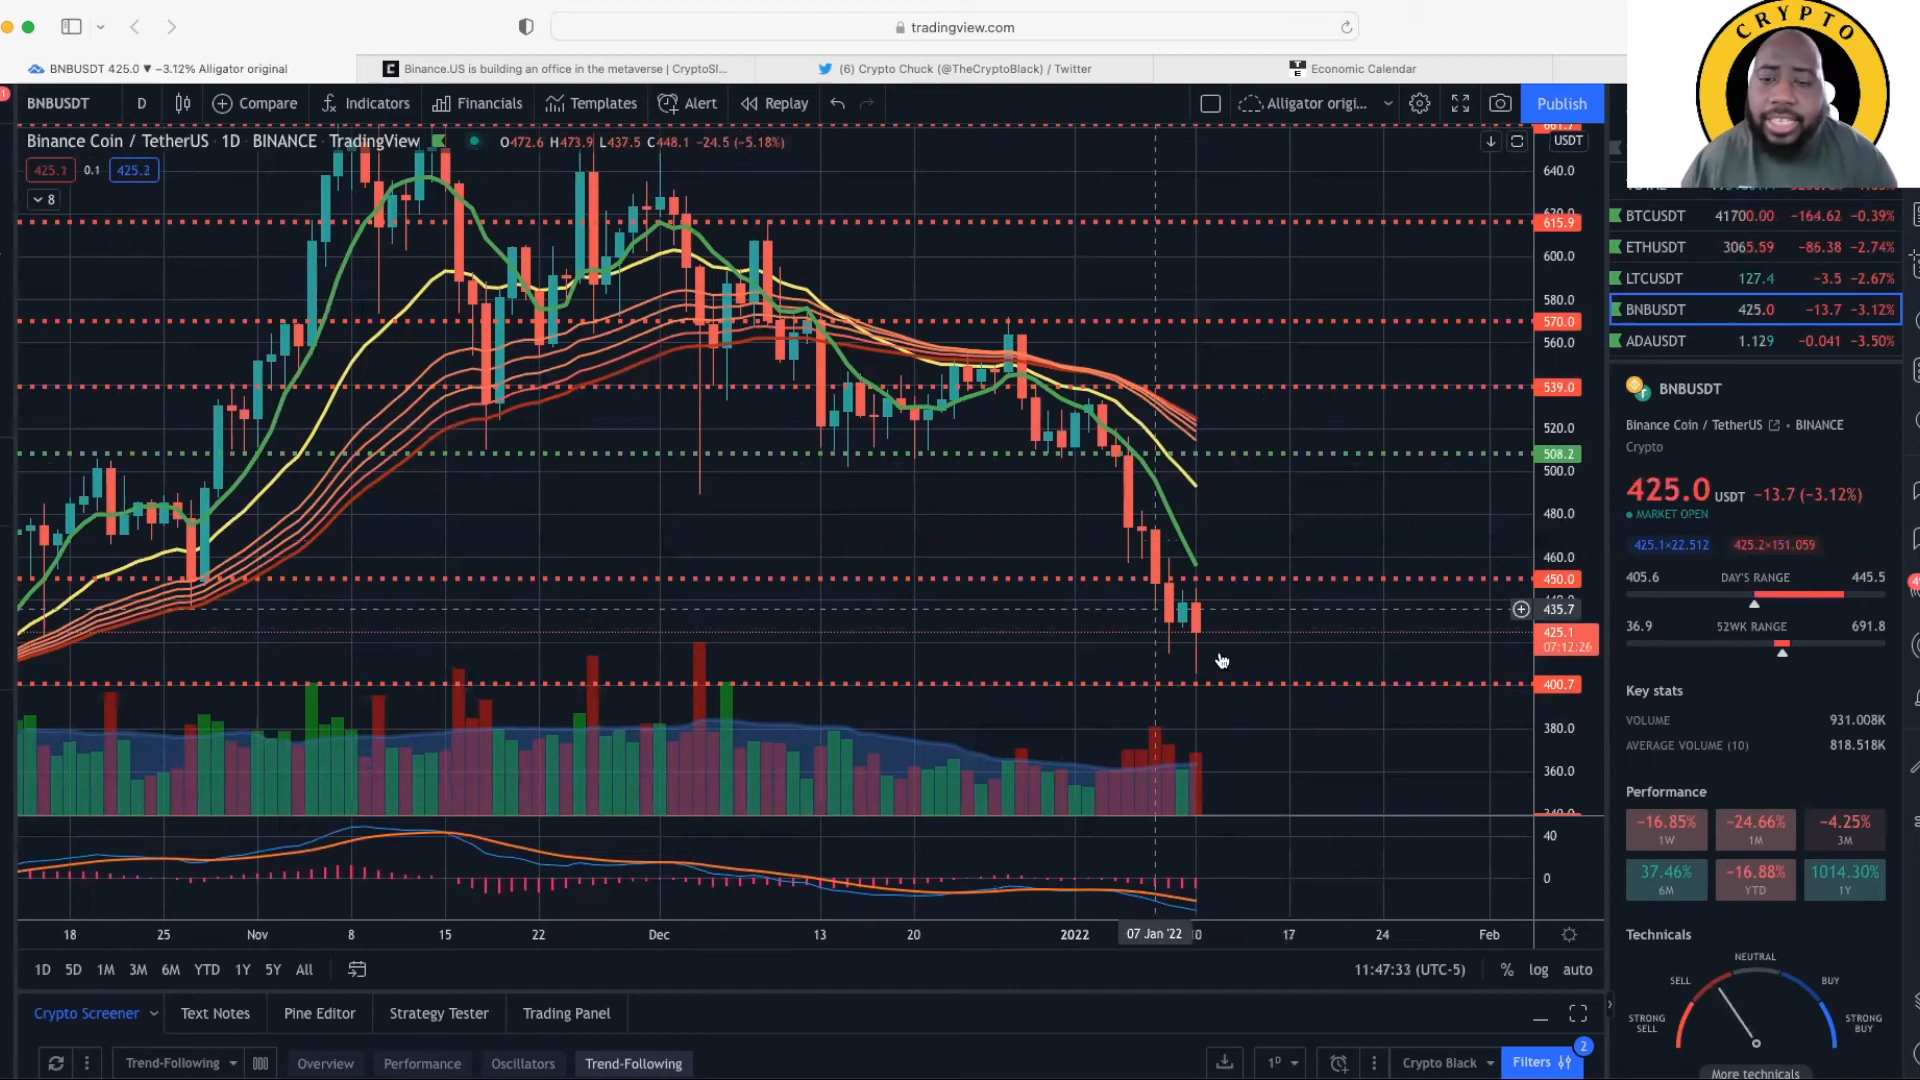 CRYPTO
tradingview.com
BNBUSDT 425.0 ▼ −3.12% Alligator original
Binance.US is building an office in the metaverse | CryptoSl...
(6) Crypto Chuck (@TheCryptoBlack) / Twitter
Economic Calendar
BNBUSDT D Compare Indicators Financials Templates Alert Replay Alligator origi... Publish
Binance Coin / TetherUS · 1D · BINANCE · TradingView O472.6 H473.9 L437.5 C448.1 −24.5 (−5.18%) USDT
425.1 0.1 425.2
8
661.7
640.0
620.0
615.9
600.0
580.0
570.0
560.0
539.0
520.0
508.2
500.0
480.0
460.0
450.0
435.7
425.1
07:12:26
400.7
380.0
360.0
40
0
18 25 Nov 8 15 22 Dec 13 20 2022 07 Jan '22 17 24 Feb
1D 5D 1M 3M 6M YTD 1Y 5Y All 11:47:33 (UTC-5) % log auto
Crypto Screener Text Notes Pine Editor Strategy Tester Trading Panel
Trend-Following Overview Performance Oscillators Trend-Following 1D Crypto Black Filters 2
BTCUSDT 41700.00 −164.62 −0.39%
ETHUSDT 3065.59 −86.38 −2.74%
LTCUSDT 127.4 −3.5 −2.67%
BNBUSDT 425.0 −13.7 −3.12%
ADAUSDT 1.129 −0.041 −3.50%
BNBUSDT
Binance Coin / TetherUS • BINANCE
Crypto
425.0 USDT −13.7 (−3.12%)
MARKET OPEN
425.1×22.512 425.2×151.059
405.6 DAY'S RANGE 445.5
36.9 52WK RANGE 691.8
Key stats
VOLUME 931.008K
AVERAGE VOLUME (10) 818.518K
Performance
−16.85% −24.66% −4.25%
1W 1M 3M
37.46% −16.88% 1014.30%
6M YTD 1Y
Technicals
NEUTRAL
SELL BUY
STRONG SELL STRONG BUY
More technicals